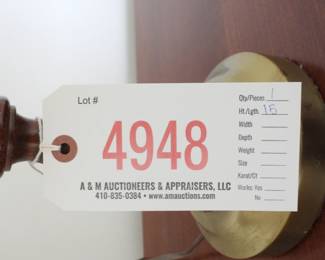 Lot #
4948
A & M AUCTIONEERS & APPRAISERS, LLC
410-835-0384 • www.amauctions.com
Qty/Pieces 1
Ht./Lgth. 15
Width
Depth
Weight
Size
Karat/Ct
Works: Yes
No